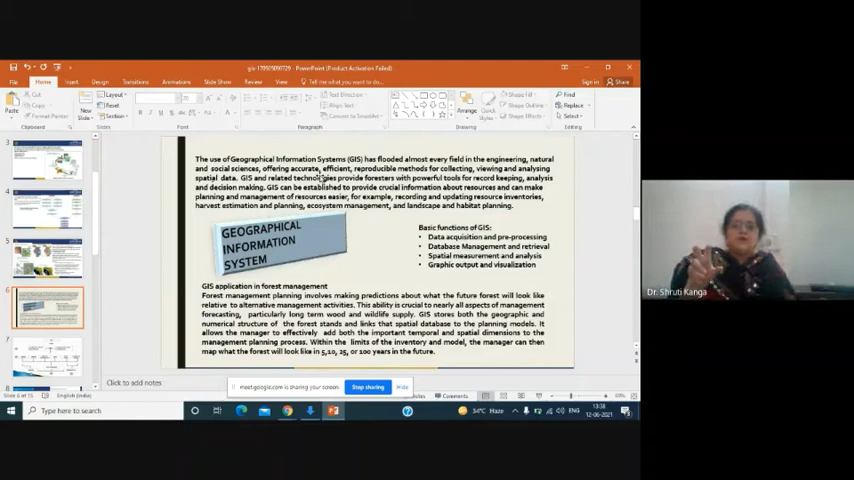 gis-170505090729 - PowerPoint (Product Activation Failed)
Sign in Share
File Home Insert Design Transitions Animations Slide Show Review View Tell me what you want to do...
Cut
Copy
Format Painter
Clipboard
Paste
New Slide
Layout
Reset
Section
Slides
Font
Text Direction
Align Text
Convert to SmartArt
Paragraph
Arrange
Quick Styles
Shape Fill
Shape Outline
Shape Effects
Drawing
Find
Replace
Select
Editing
3
4
5
6
7
8
The use of Geographical Information Systems (GIS) has flooded almost every field in the engineering, natural
and social sciences, offering accurate, efficient, reproducible methods for collecting, viewing and analysing
spatial data. GIS and related technologies provide foresters with powerful tools for record keeping, analysis
and decision making. GIS can be established to provide crucial information about resources and can make
planning and management of resources easier, for example, recording and updating resource inventories,
harvest estimation and planning, ecosystem management, and landscape and habitat planning.
GEOGRAPHICAL
INFORMATION
SYSTEM
Basic functions of GIS:
• Data acquisition and pre-processing
• Database Management and retrieval
• Spatial measurement and analysis
• Graphic output and visualization
GIS application in forest management
Forest management planning involves making predictions about what the future forest will look like
relative to alternative management activities. This ability is crucial to nearly all aspects of management
forecasting, particularly long term wood and wildlife supply. GIS stores both the geographic and
numerical structure of the forest stands and links that spatial database to the planning models. It
allows the manager to effectively add both the important temporal and spatial dimensions to the
management planning process. Within the limits of the inventory and model, the manager can then
map what the forest will look like in 5,10, 25, or 100 years in the future.
Click to add notes
meet.google.com is sharing your screen. Stop sharing Hide
Slide 6 of 15 English (India) Comments
Type here to search
34°C Haze ENG 13:38
12-06-2021
Dr. Shruti Kanga